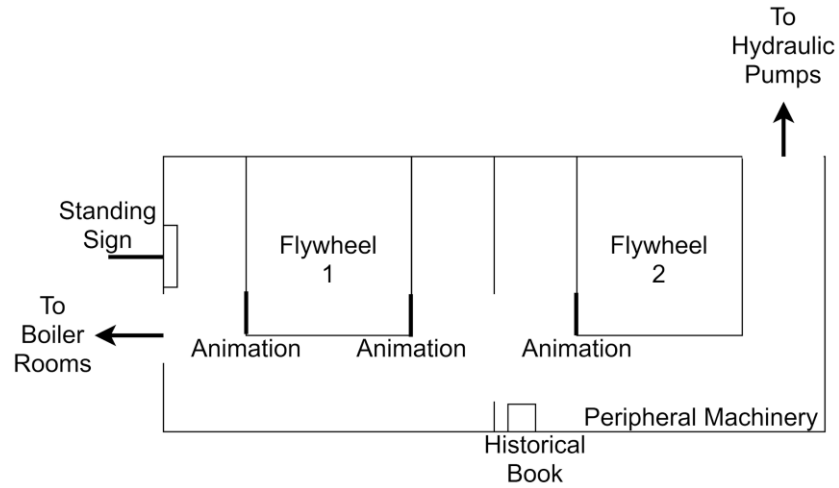 To
Hydraulic
Pumps
Standing
Sign
Flywheel
1
Flywheel
2
To
Boiler
Rooms
Animation
Animation
Animation
Peripheral Machinery
Historical
Book